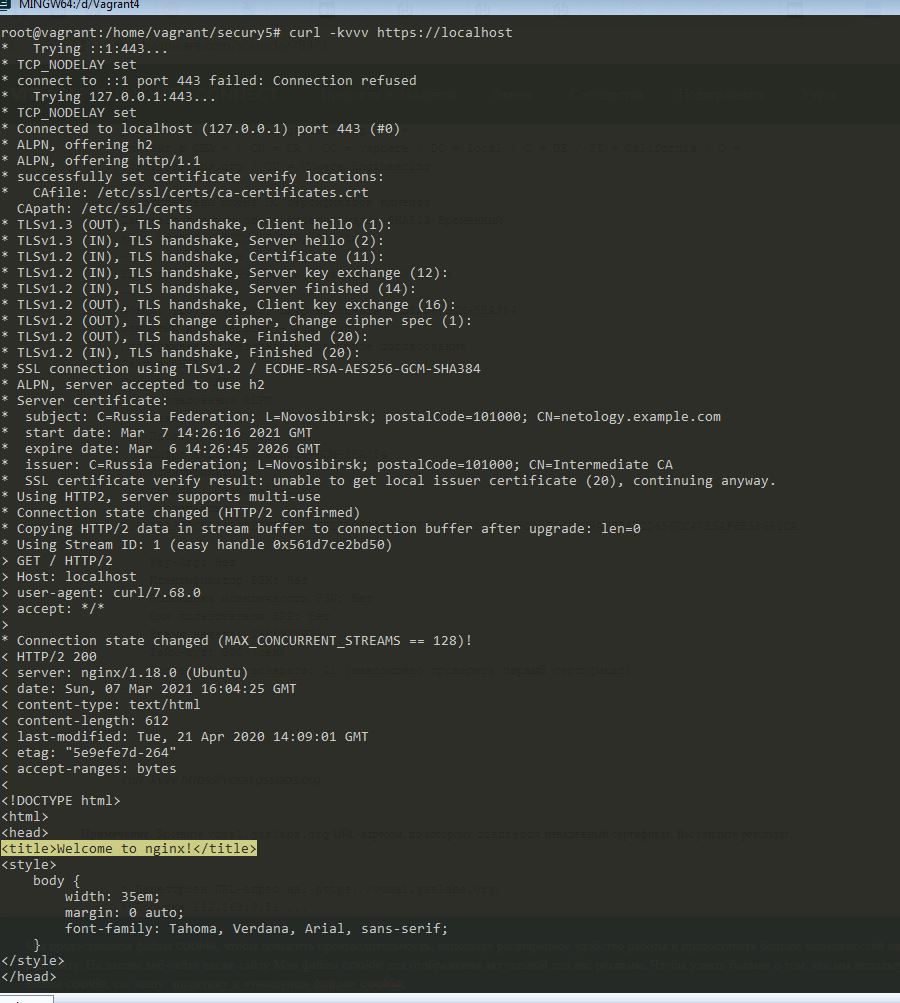 MINGW64:/d/Vagrant4
root@vagrant:/home/vagrant/secury5# curl -kvvv https://localhost
*   Trying ::1:443...
* TCP_NODELAY set
* connect to ::1 port 443 failed: Connection refused
*   Trying 127.0.0.1:443...
* TCP_NODELAY set
* Connected to localhost (127.0.0.1) port 443 (#0)
* ALPN, offering h2
* ALPN, offering http/1.1
* successfully set certificate verify locations:
*   CAfile: /etc/ssl/certs/ca-certificates.crt
  CApath: /etc/ssl/certs
* TLSv1.3 (OUT), TLS handshake, Client hello (1):
* TLSv1.3 (IN), TLS handshake, Server hello (2):
* TLSv1.2 (IN), TLS handshake, Certificate (11):
* TLSv1.2 (IN), TLS handshake, Server key exchange (12):
* TLSv1.2 (IN), TLS handshake, Server finished (14):
* TLSv1.2 (OUT), TLS handshake, Client key exchange (16):
* TLSv1.2 (OUT), TLS change cipher, Change cipher spec (1):
* TLSv1.2 (OUT), TLS handshake, Finished (20):
* TLSv1.2 (IN), TLS handshake, Finished (20):
* SSL connection using TLSv1.2 / ECDHE-RSA-AES256-GCM-SHA384
* ALPN, server accepted to use h2
* Server certificate:
*  subject: C=Russia Federation; L=Novosibirsk; postalCode=101000; CN=netology.example.com
*  start date: Mar  7 14:26:16 2021 GMT
*  expire date: Mar  6 14:26:45 2026 GMT
*  issuer: C=Russia Federation; L=Novosibirsk; postalCode=101000; CN=Intermediate CA
*  SSL certificate verify result: unable to get local issuer certificate (20), continuing anyway.
* Using HTTP2, server supports multi-use
* Connection state changed (HTTP/2 confirmed)
* Copying HTTP/2 data in stream buffer to connection buffer after upgrade: len=0
* Using Stream ID: 1 (easy handle 0x561d7ce2bd50)
> GET / HTTP/2
> Host: localhost
> user-agent: curl/7.68.0
> accept: */*
>
* Connection state changed (MAX_CONCURRENT_STREAMS == 128)!
< HTTP/2 200
< server: nginx/1.18.0 (Ubuntu)
< date: Sun, 07 Mar 2021 16:04:25 GMT
< content-type: text/html
< content-length: 612
< last-modified: Tue, 21 Apr 2020 14:09:01 GMT
< etag: "5e9efe7d-264"
< accept-ranges: bytes
<
<!DOCTYPE html>
<html>
<head>
<title>Welcome to nginx!</title>
<style>
    body {
        width: 35em;
        margin: 0 auto;
        font-family: Tahoma, Verdana, Arial, sans-serif;
    }
</style>
</head>